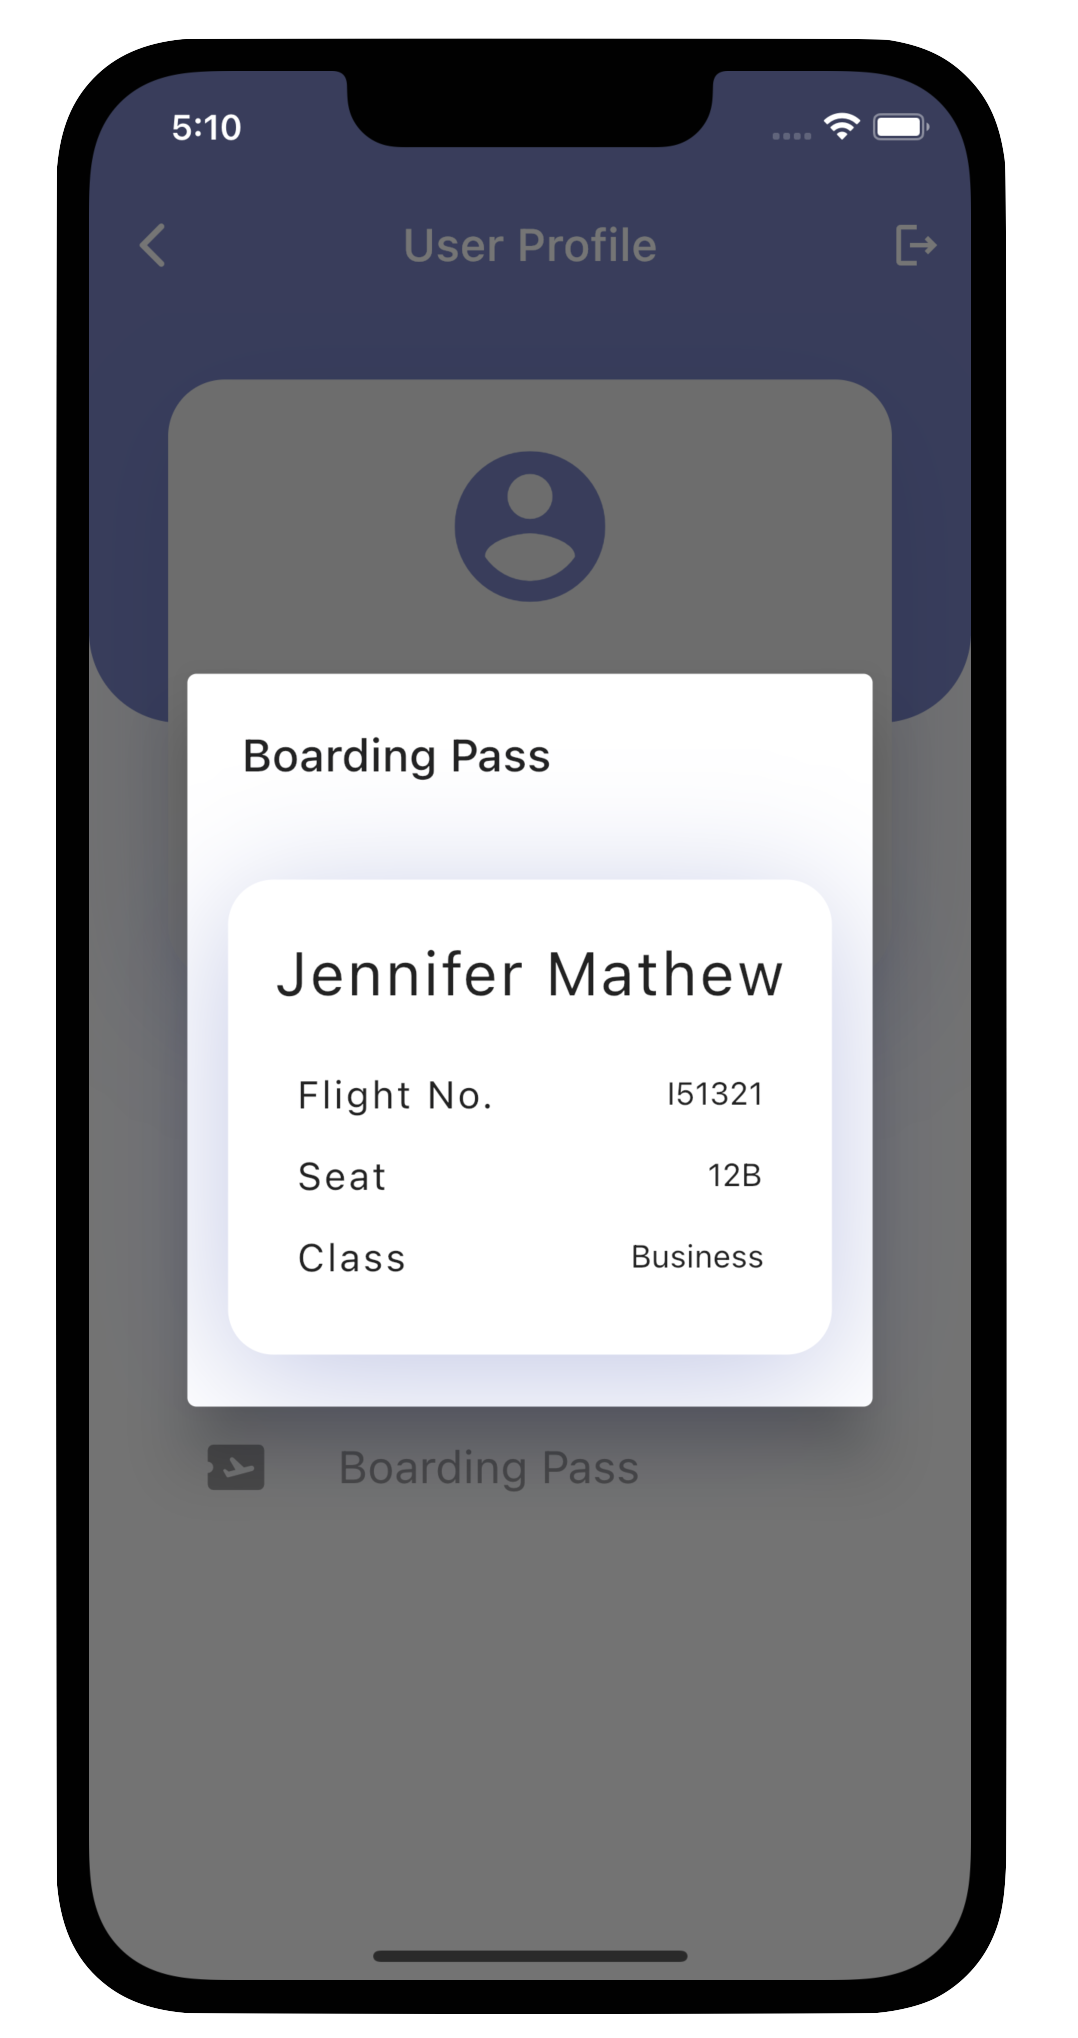 5:10
User Profile
Boarding Pass
Jennifer Mathew
Flight No. I51321
Seat 12B
Class Business
Boarding Pass